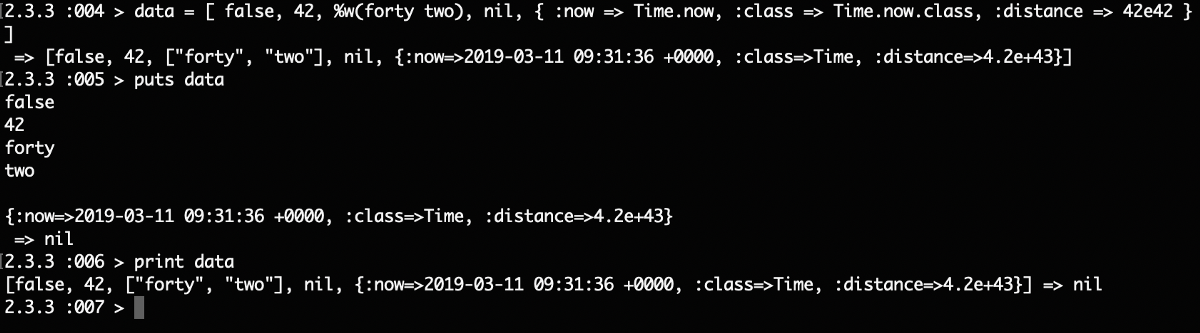 [2.3.3 :004 > data = [ false, 42, %w(forty two), nil, { :now => Time.now, :class => Time.now.class, :distance => 42e42 }
]
 => [false, 42, ["forty", "two"], nil, {:now=>2019-03-11 09:31:36 +0000, :class=>Time, :distance=>4.2e+43}]
[2.3.3 :005 > puts data
false
42
forty
two

{:now=>2019-03-11 09:31:36 +0000, :class=>Time, :distance=>4.2e+43}
 => nil
[2.3.3 :006 > print data
[false, 42, ["forty", "two"], nil, {:now=>2019-03-11 09:31:36 +0000, :class=>Time, :distance=>4.2e+43}] => nil
2.3.3 :007 >